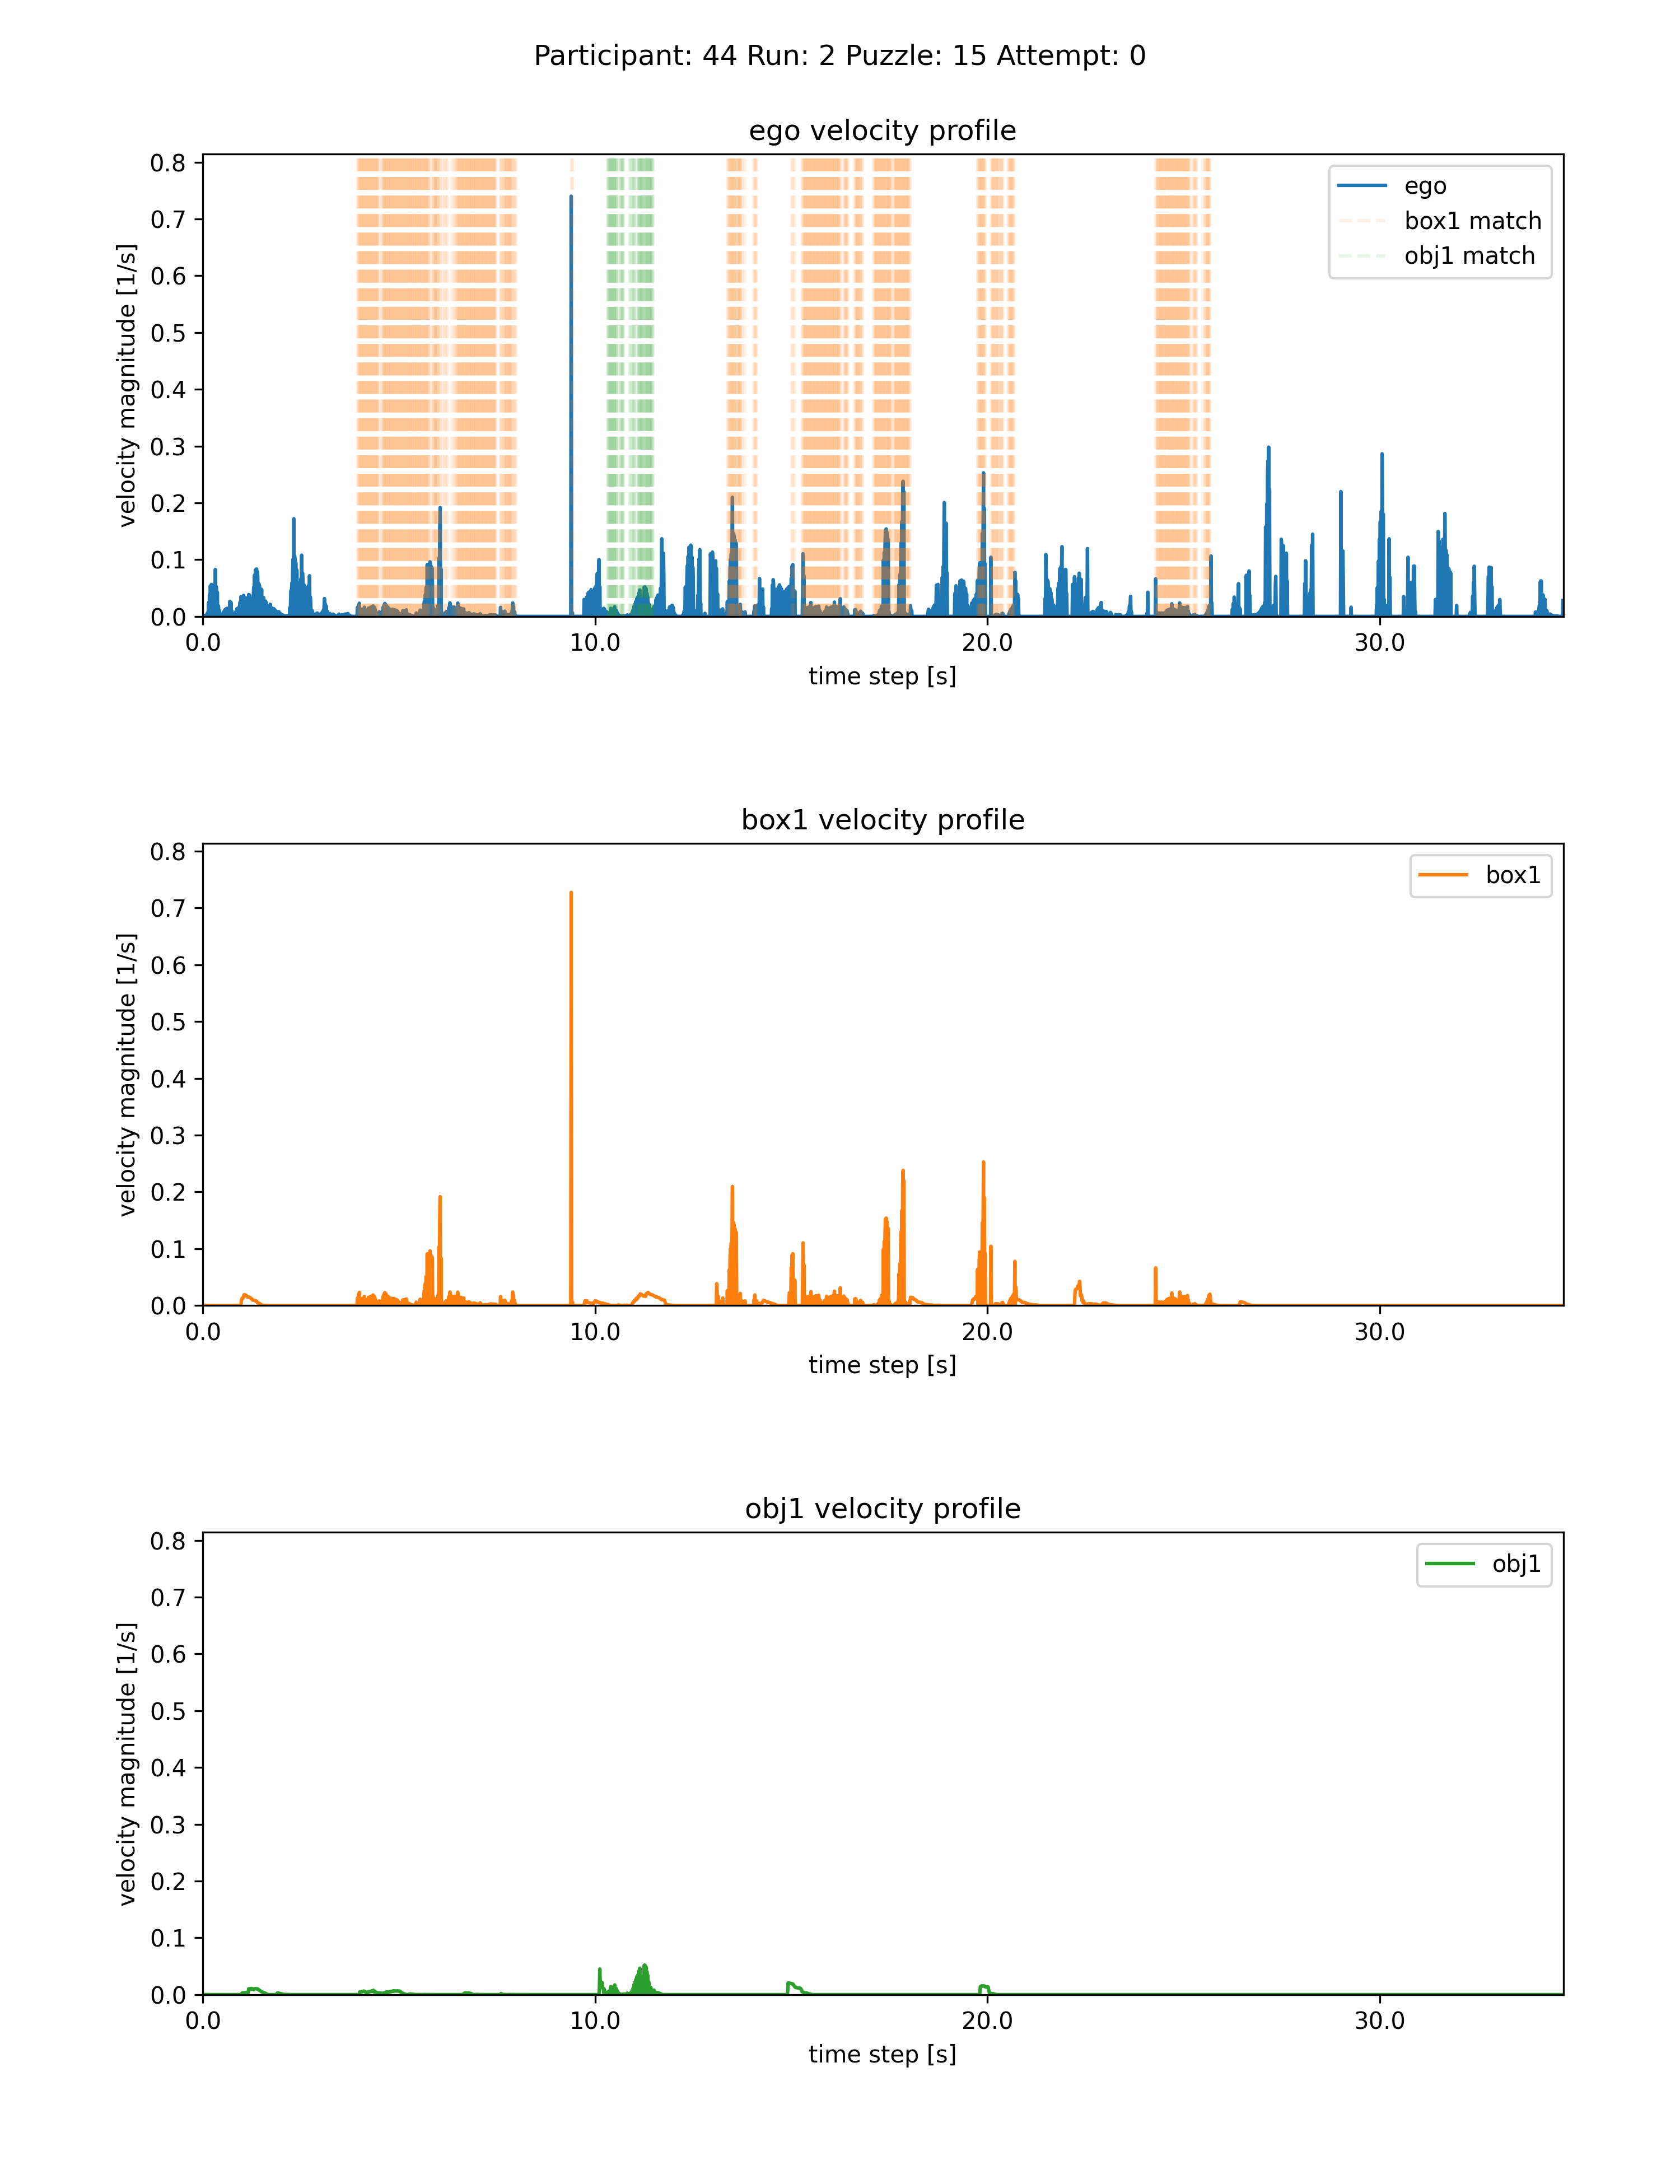 Participant: 44 Run: 2 Puzzle: 15 Attempt: 0
ego velocity profile
velocity magnitude [1/s]
0.8
0.7
0.6
0.5
0.4
0.3
0.2
0.1
0.0
ego
box1 match
obj1 match
0.0 10.0 20.0 30.0
time step [s]
box1 velocity profile
velocity magnitude [1/s]
0.8
0.7
0.6
0.5
0.4
0.3
0.2
0.1
0.0
box1
0.0 10.0 20.0 30.0
time step [s]
obj1 velocity profile
velocity magnitude [1/s]
0.8
0.7
0.6
0.5
0.4
0.3
0.2
0.1
0.0
obj1
0.0 10.0 20.0 30.0
time step [s]